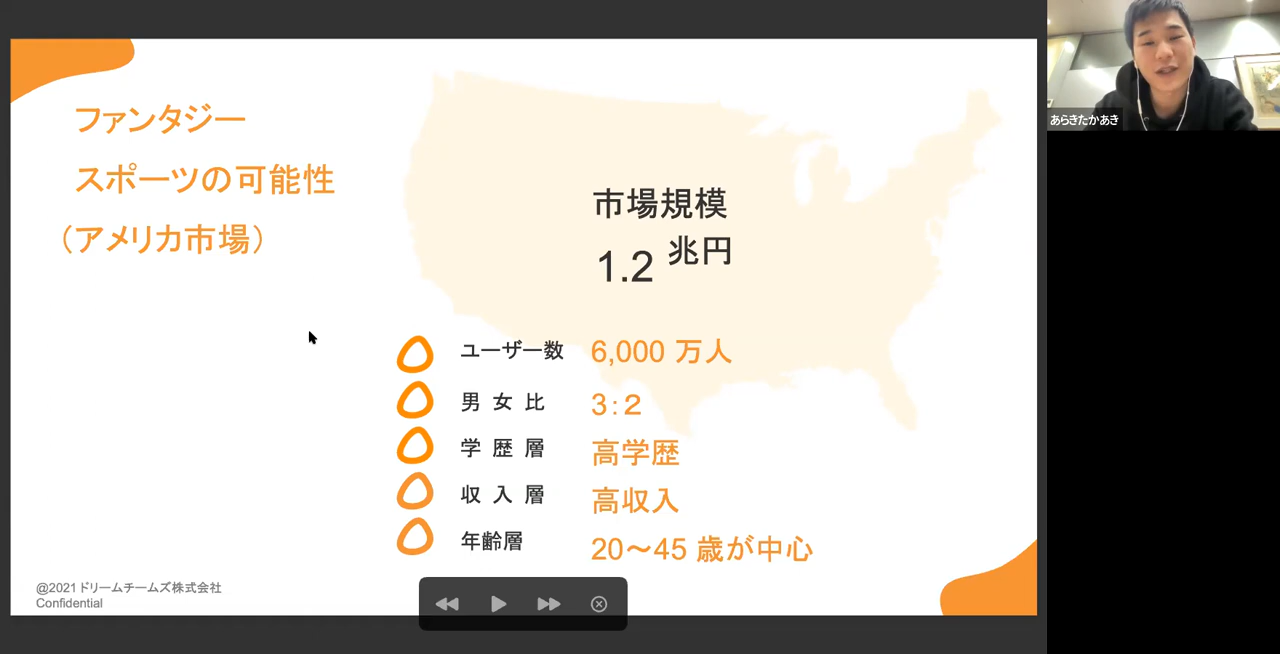 ファンタジー
スポーツの可能性
（アメリカ市場）
市場規模
1.2 兆円
ユーザー数 6,000 万人
男女比 3:2
学歴層 高学歴
収入層 高収入
年齢層 20〜45 歳が中心
@2021ドリームチームズ株式会社
Confidential
あらきたかあき